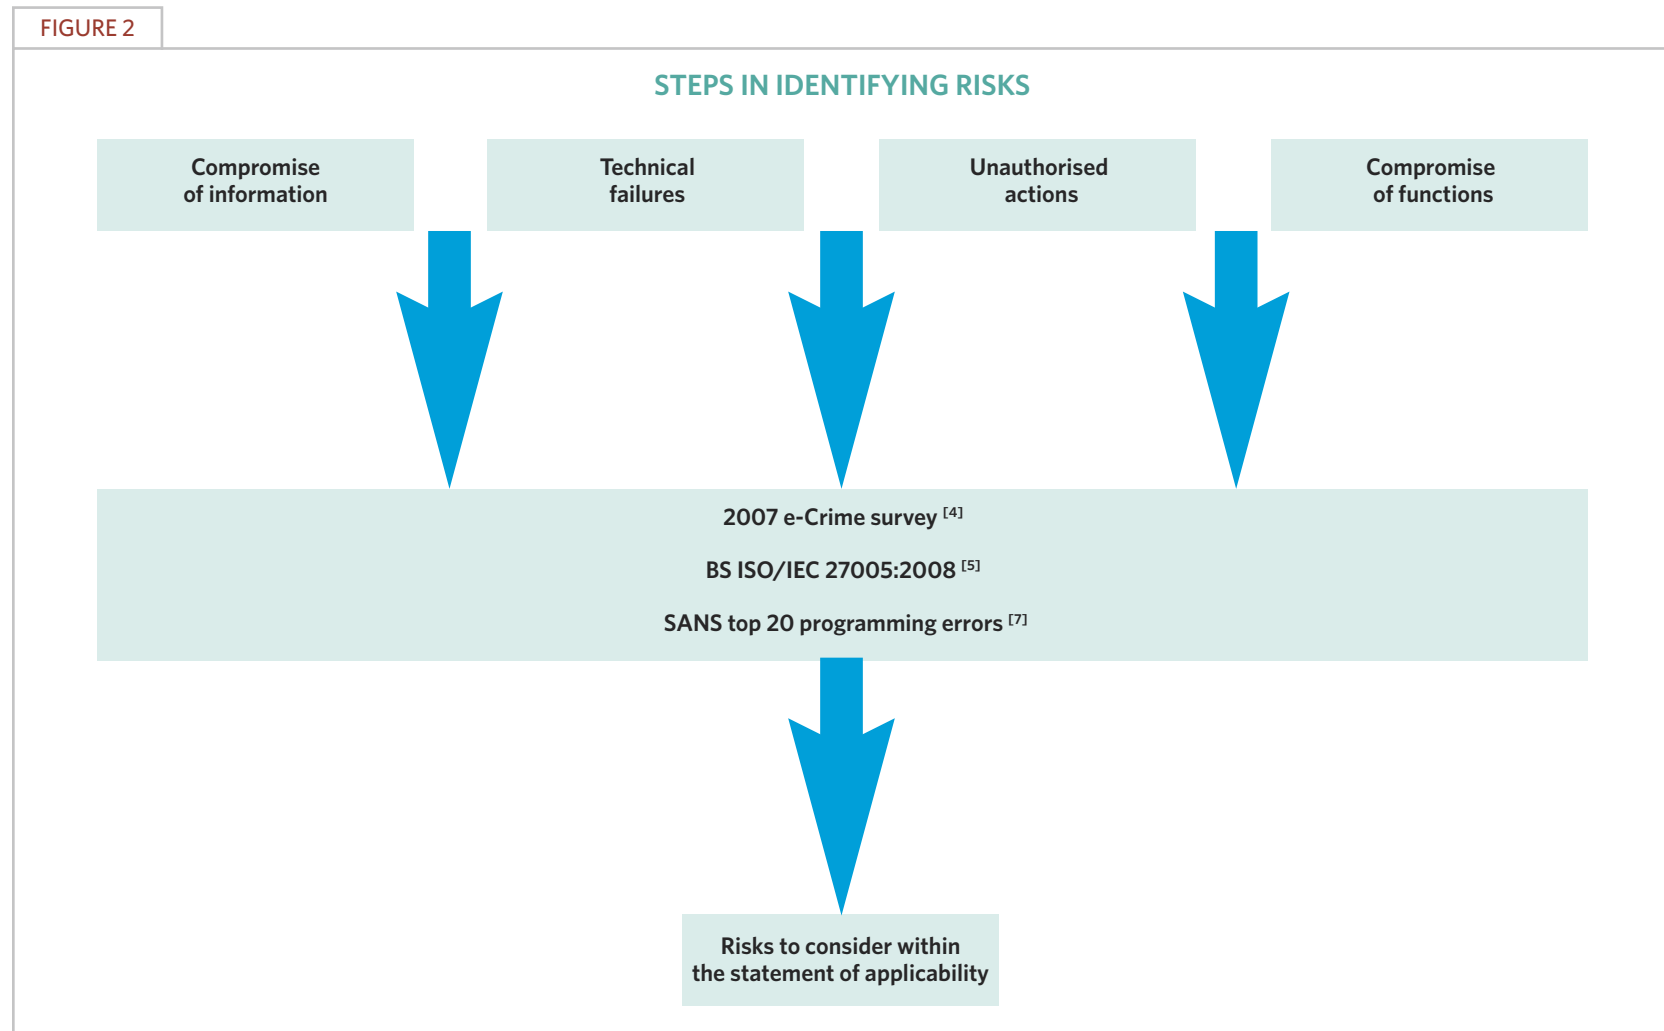 FIGURE 2
STEPS IN IDENTIFYING RISKS
Compromise
of information
Technical
failures
Unauthorised
actions
Compromise
of functions
2007 e-Crime survey [4]
BS ISO/IEC 27005:2008 [5]
SANS top 20 programming errors [7]
Risks to consider within
the statement of applicability